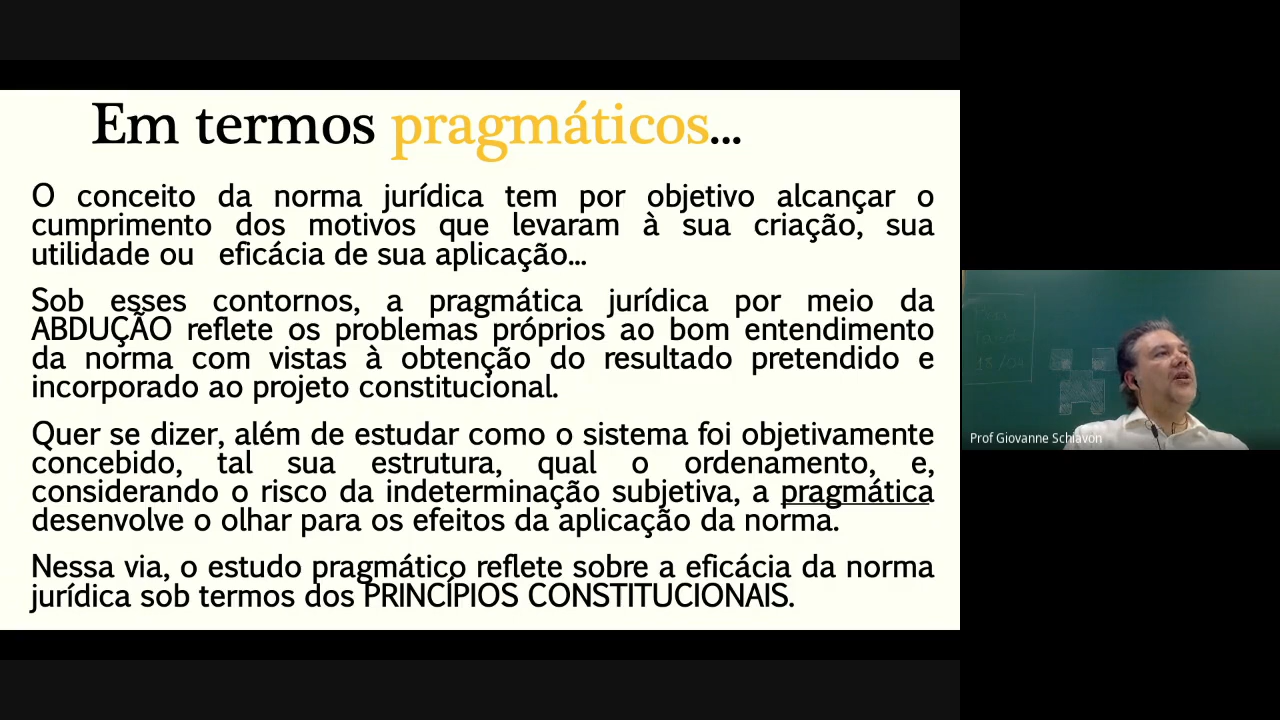 Em termos pragmáticos...
O conceito da norma jurídica tem por objetivo alcançar o
cumprimento dos motivos que levaram à sua criação, sua
utilidade ou eficácia de sua aplicação...
Sob esses contornos, a pragmática jurídica por meio da
ABDUÇÃO reflete os problemas próprios ao bom entendimento
da norma com vistas à obtenção do resultado pretendido e
incorporado ao projeto constitucional.
Quer se dizer, além de estudar como o sistema foi objetivamente
concebido, tal sua estrutura, qual o ordenamento, e,
considerando o risco da indeterminação subjetiva, a pragmática
desenvolve o olhar para os efeitos da aplicação da norma.
Nessa via, o estudo pragmático reflete sobre a eficácia da norma
jurídica sob termos dos PRINCÍPIOS CONSTITUCIONAIS.
Prof Giovanne Schiavon